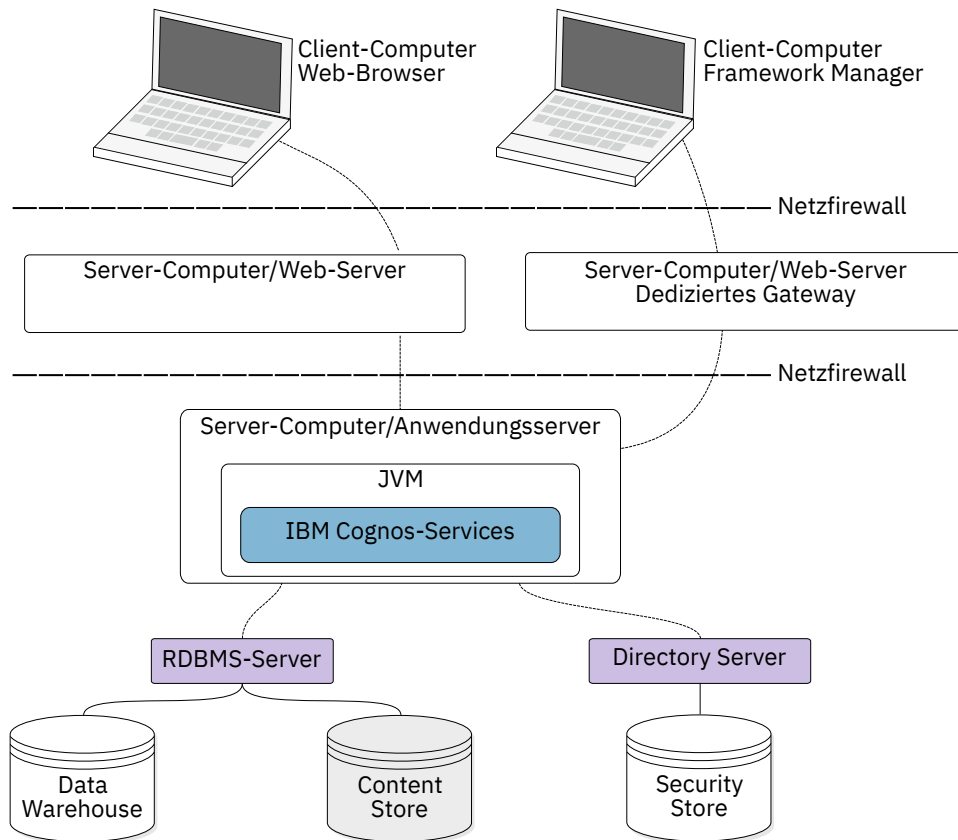 Client-Computer
Web-Browser
Client-Computer
Framework Manager
Netzfirewall
Server-Computer/Web-Server
Server-Computer/Web-Server
Dediziertes Gateway
Netzfirewall
Server-Computer/Anwendungsserver
JVM
IBM Cognos-Services
RDBMS-Server
Directory Server
Data
Warehouse
Content
Store
Security
Store